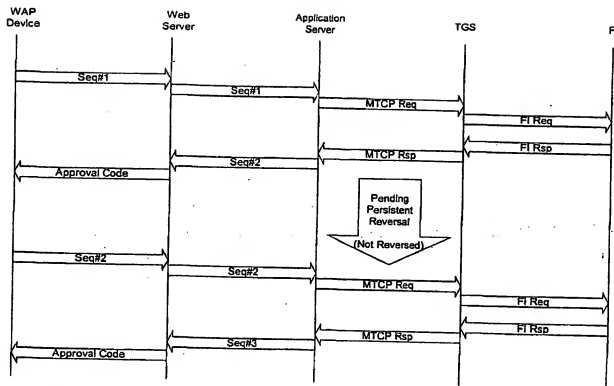 WAP
Device
Web
Server
Application
Server
TGS
F
Seq#1
Seq#1
MTCP Req
FI Req
FI Rsp
MTCP Rsp
Seq#2
Approval Code
Pending
Persistent
Reversal
(Not Reversed)
Seq#2
Seq#2
MTCP Req
FI Req
FI Rsp
MTCP Rsp
Seq#3
Approval Code